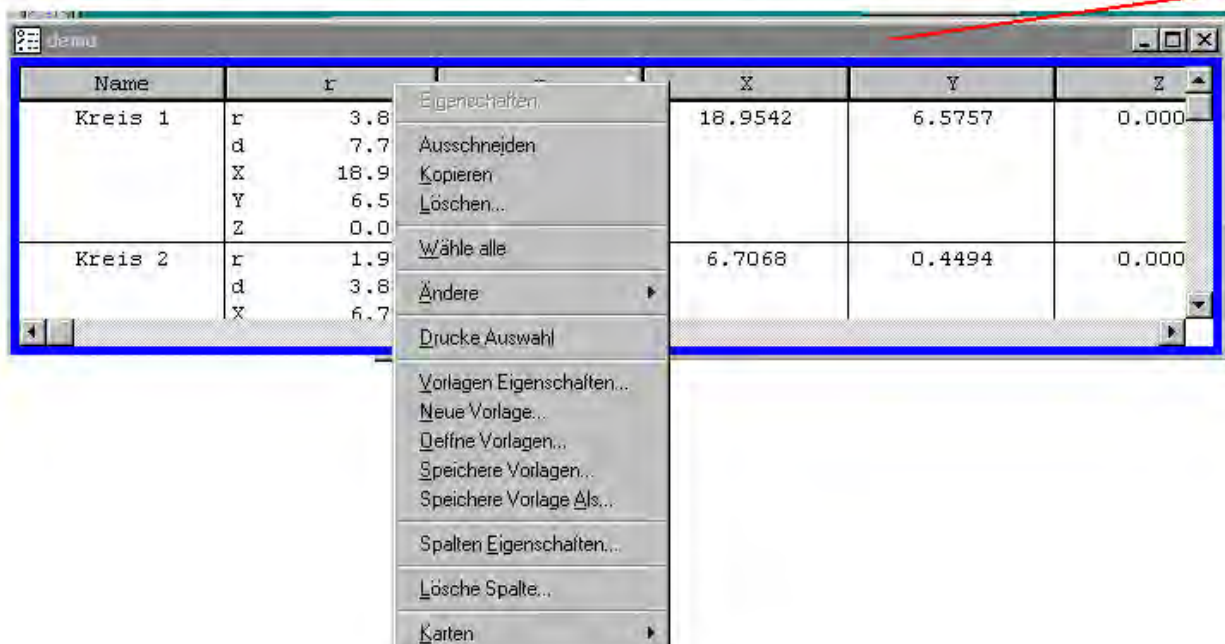 demo
Name r X Y Z
Kreis 1 r 3.8 18.9542 6.5757 0.000
d 7.7
X 18.9
Y 6.5
Z 0.0
Kreis 2 r 1.9 6.7068 0.4494 0.000
d 3.8
X 6.7
Eigenschaften
Ausschneiden
Kopieren
Löschen...
Wähle alle
Ändere
Drucke Auswahl
Vorlagen Eigenschaften...
Neue Vorlage...
Oeffne Vorlagen...
Speichere Vorlagen...
Speichere Vorlage Als...
Spalten Eigenschaften...
Lösche Spalte...
Karten